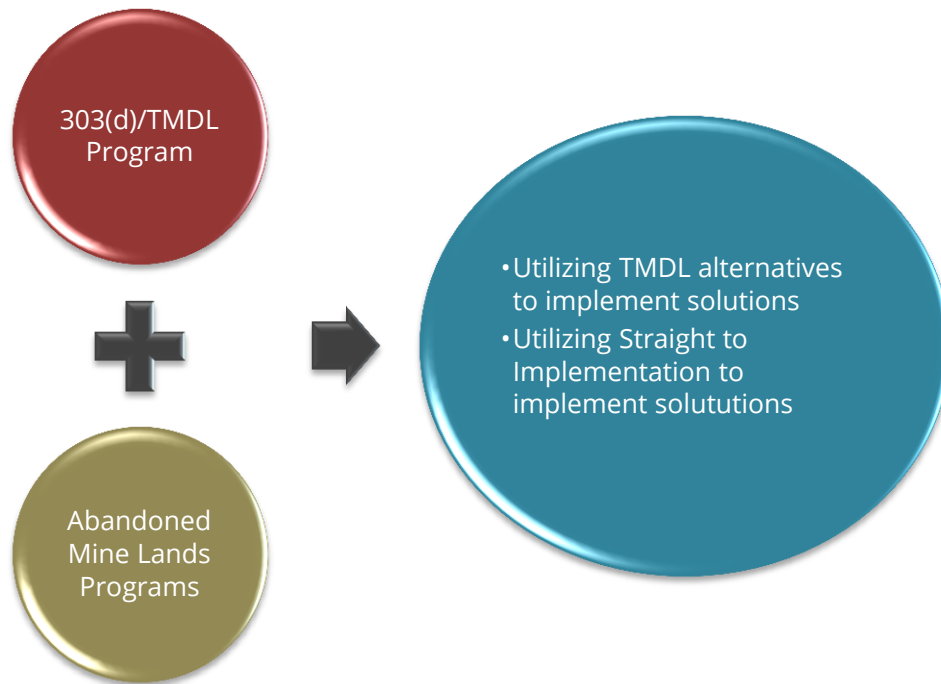 303(d)/TMDL
Program
Abandoned
Mine Lands
Programs
•Utilizing TMDL alternatives
to implement solutions
•Utilizing Straight to
Implementation to
implement solututions